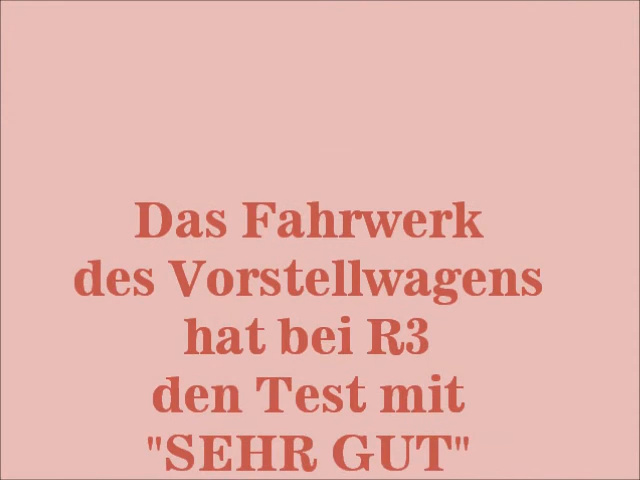 Das Fahrwerk
des Vorstellwagens
hat bei R3
den Test mit
"SEHR GUT"